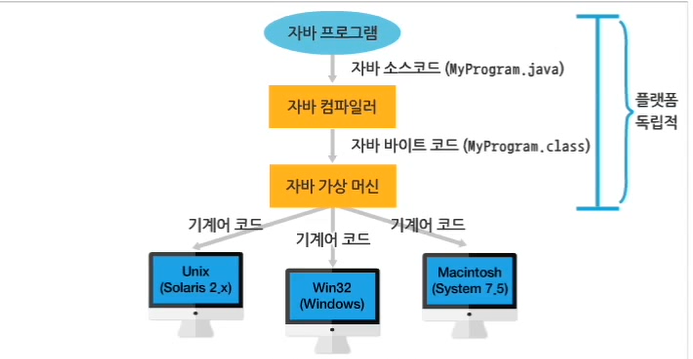 자바 프로그램
자바 소스코드 (MyProgram.java)
자바 컴파일러
플랫폼
독립적
자바 바이트 코드 (MyProgram.class)
자바 가상 머신
기계어 코드
기계어 코드
기계어 코드
Unix
(Solaris 2_x)
Win32
(Windows)
Macintosh
(System 7_5)